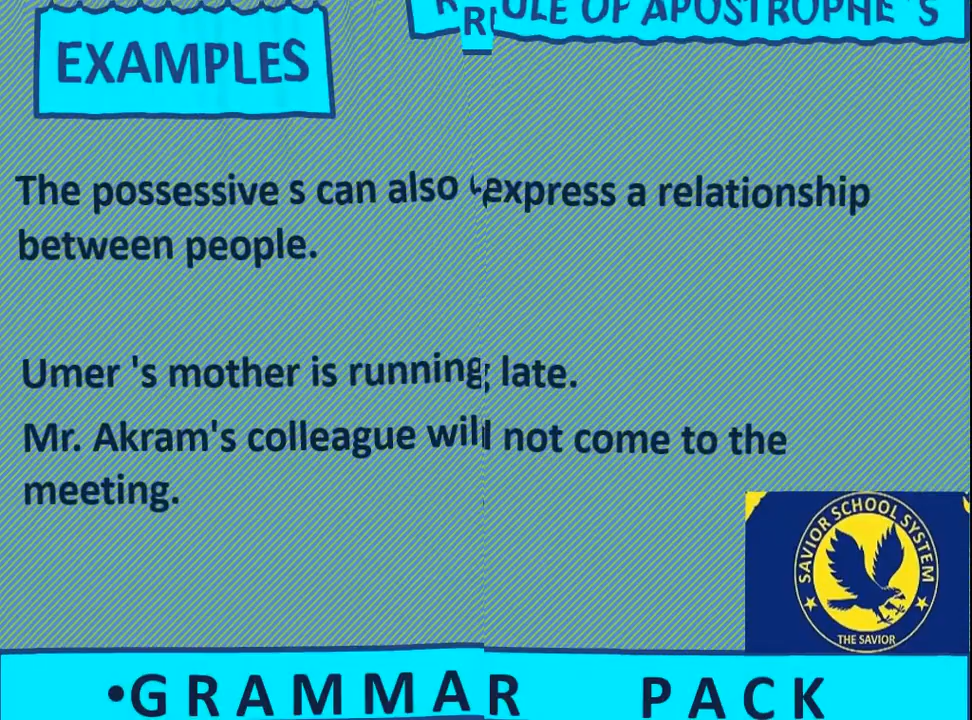 RULE OF APOSTROPHE 'S
EXAMPLES
The possessive s can also express a relationship
between people.
Umer 's mother is running late.
Mr. Akram's colleague will not come to the
meeting.
SAVIOR SCHOOL SYSTEM
THE SAVIOR
•GRAMMAR PACK